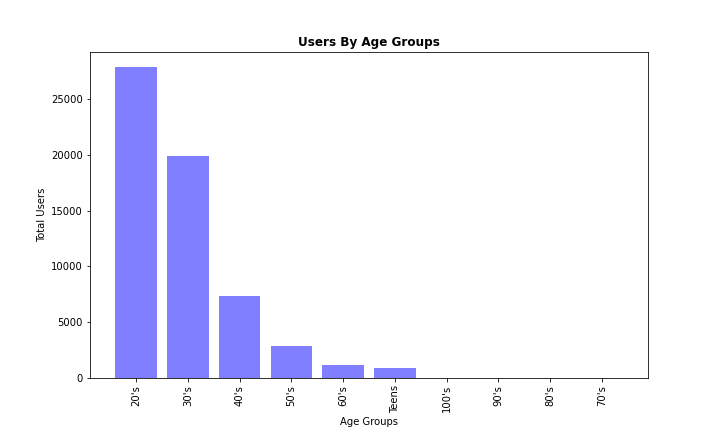 Users By Age Groups
Total Users
25000
20000
15000
10000
5000
0
20's
30's
40's
50's
60's
Teens
100's
90's
80's
70's
Age Groups